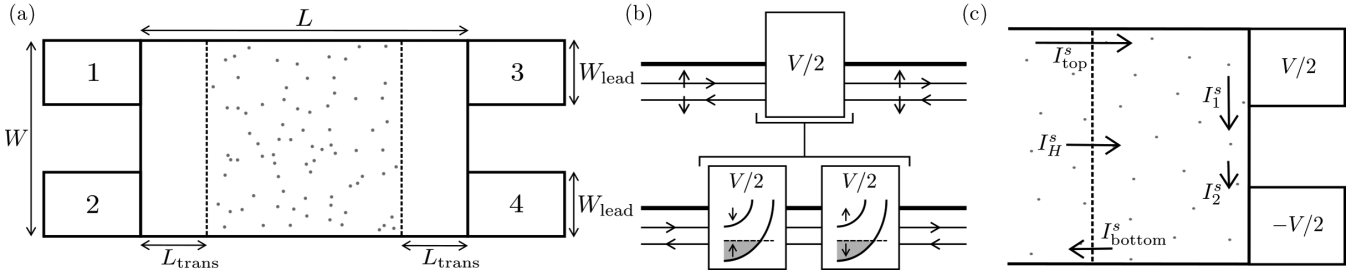 (a)
L
1
2
3
4
W
W_lead
W_lead
L_trans
L_trans
(b)
V/2
V/2
V/2
(c)
I^s_top
I^s_1
I^s_H
I^s_2
I^s_bottom
V/2
−V/2